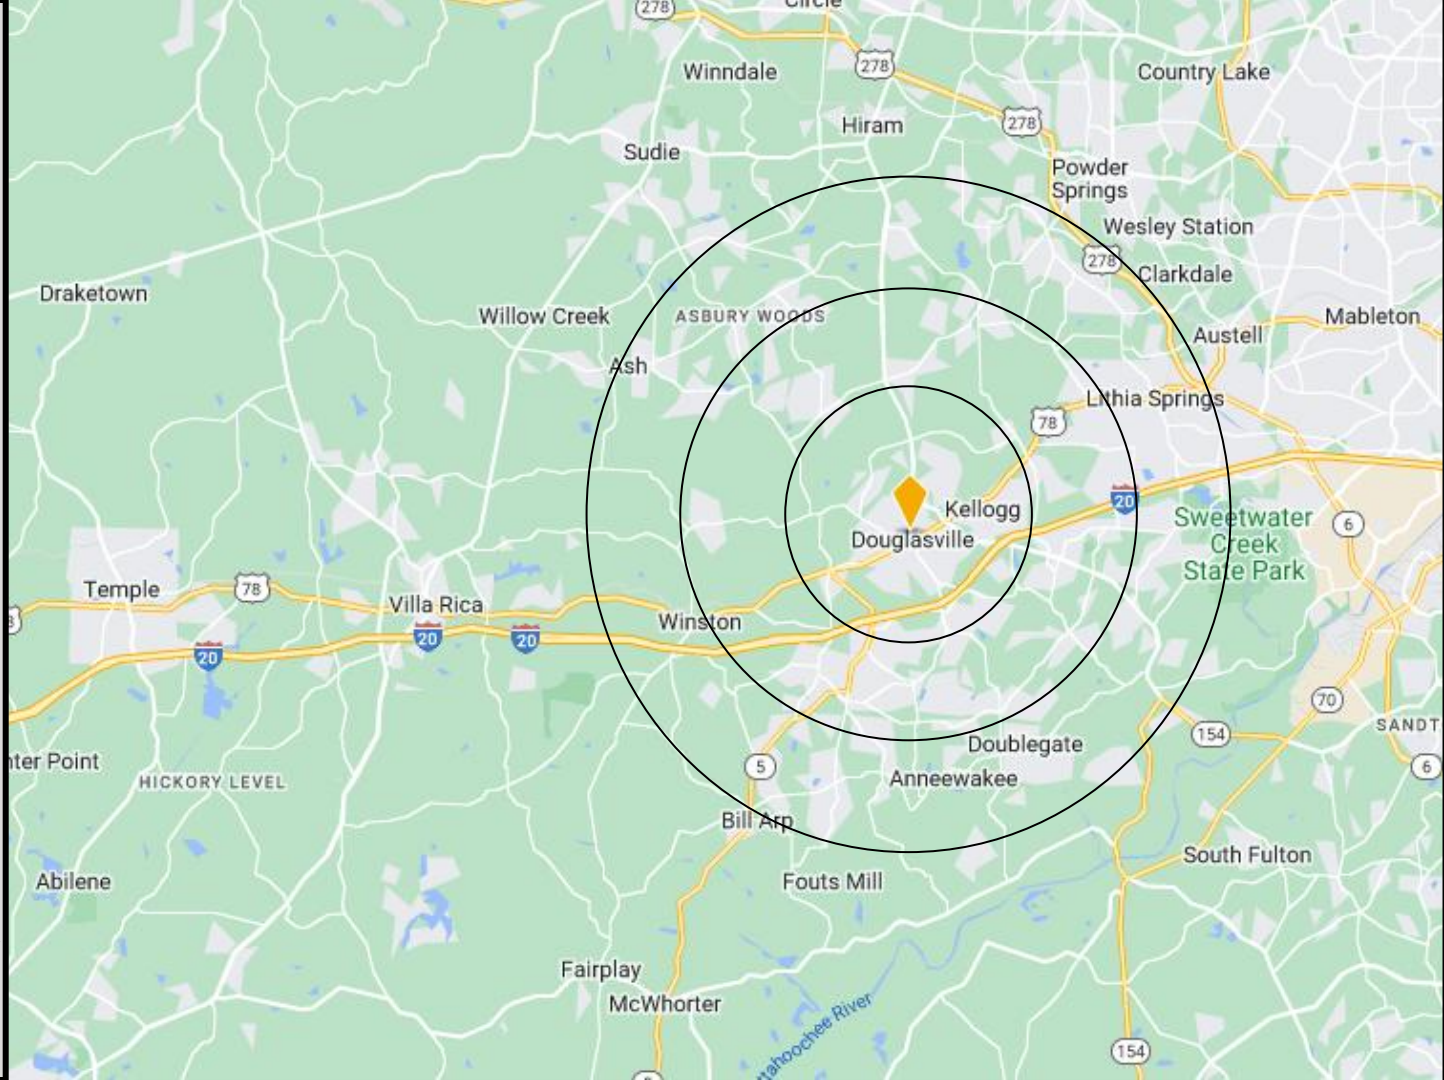 278
Circle
Winndale
278
Country Lake
Hiram
278
Sudie
Powder
Springs
Wesley Station
278
Clarkdale
Draketown
Willow Creek
ASBURY WOODS
Mableton
Austell
Ash
Lithia Springs
78
20
Kellogg
Sweetwater
Creek
State Park
6
Douglasville
Temple
78
Villa Rica
Winston
20
20
20
70
154
SANDT
Doublegate
nter Point
5
6
HICKORY LEVEL
Anneewakee
Bill Arp
South Fulton
Abilene
Fouts Mill
Fairplay
McWhorter
ttahoochee River
154